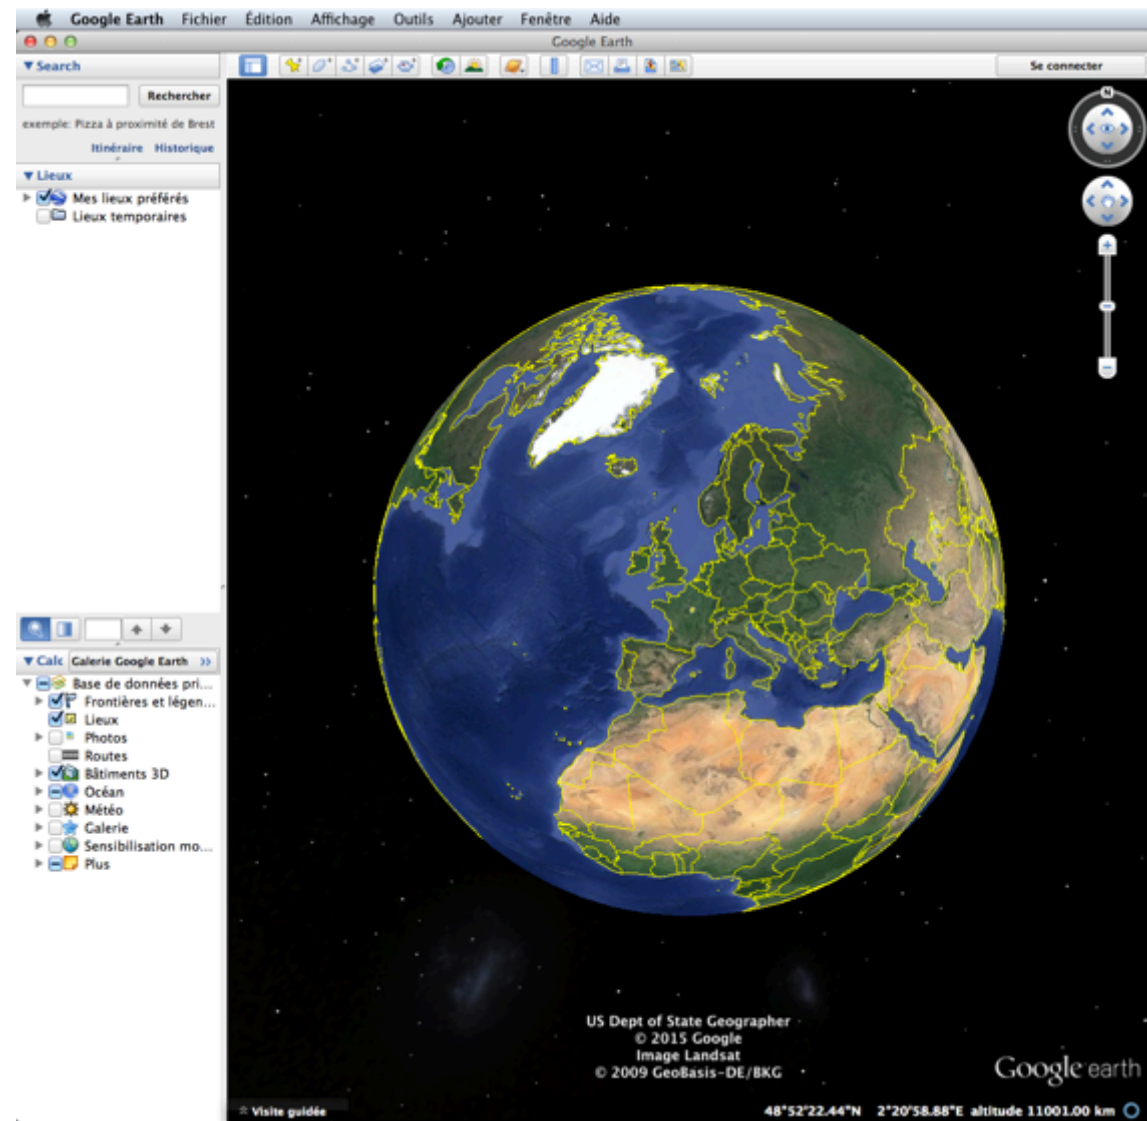 Google Earth Fichier Édition Affichage Outils Ajouter Fenêtre Aide
Google Earth
Search
Se connecter
Rechercher
exemple: Pizza à proximité de Brest
Itinéraire Historique
Lieux
Mes lieux préférés
Lieux temporaires
N
Calc Galerie Google Earth >>
Base de données pri...
Frontières et légen...
Lieux
Photos
Routes
Bâtiments 3D
Océan
Météo
Galerie
Sensibilisation mo...
Plus
US Dept of State Geographer
© 2015 Google
Image Landsat
© 2009 GeoBasis-DE/BKG
Google earth
Visite guidée
48°52'22.44"N 2°20'58.88"E altitude 11001.00 km